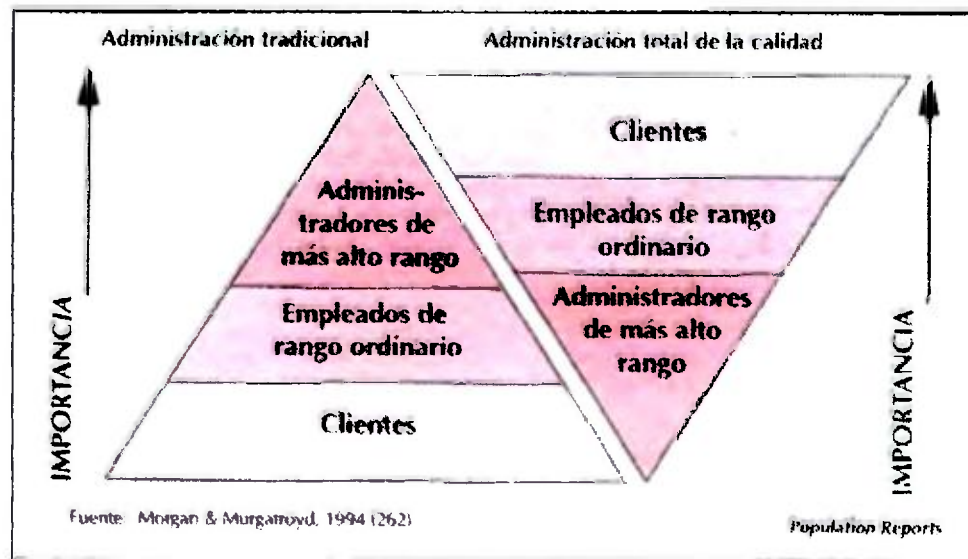 Administración tradicional
Administración total de la calidad
IMPORTANCIA
Adminis-
tradores de
más alto rango
Empleados de
rango ordinario
Clientes
Clientes
Empleados de rango
ordinario
Administradores
de más alto
rango
IMPORTANCIA
Fuente: Morgan & Murgatroyd, 1994 (262)
Population Reports